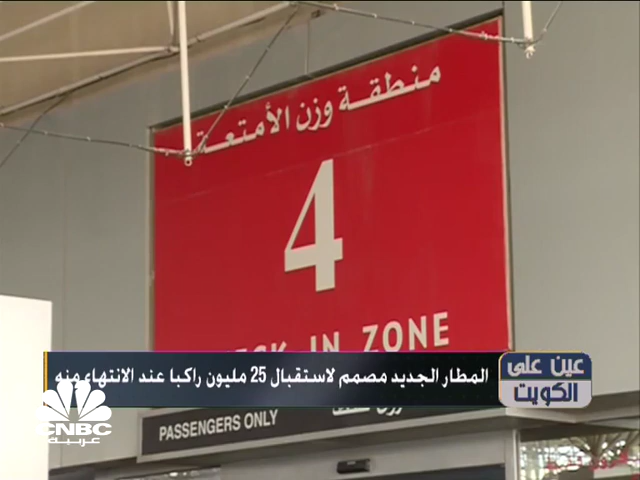 منطقة وزن الأمتعة
4
IN ZONE
المطار الجديد مصمم لاستقبال 25 مليون راكبا عند الانتهاء منه
عين على
الكويت
PASSENGERS ONLY
CNBC
عربية